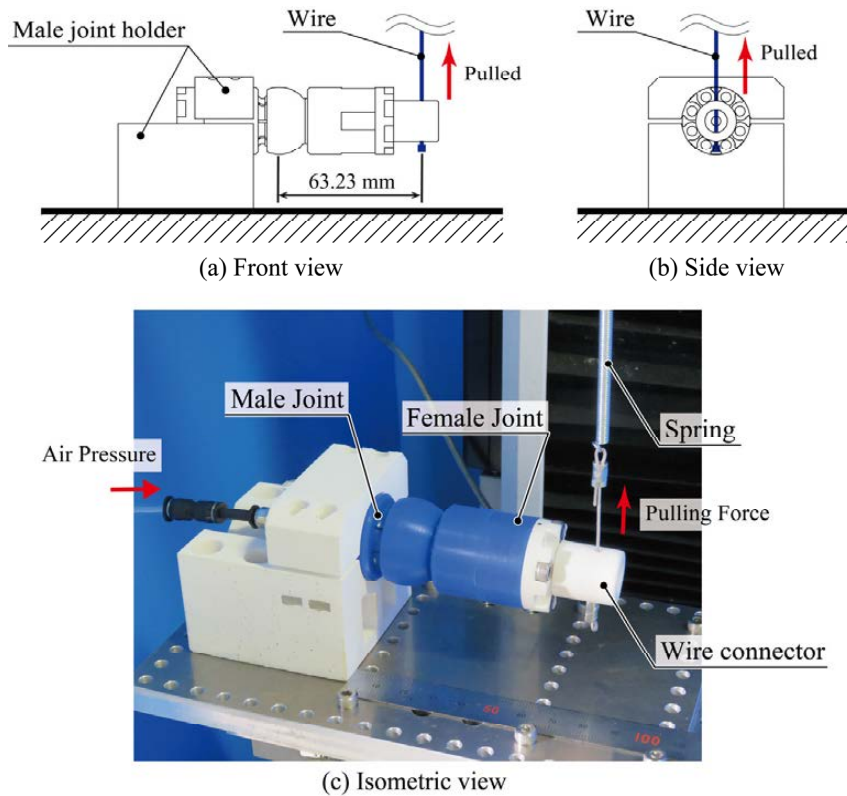 Wire
Male joint holder
Pulled
63.23 mm
(a) Front view
Wire
Pulled
(b) Side view
Male Joint
Female Joint
Spring
Air Pressure
Pulling Force
Wire connector
50
100
(c) Isometric view